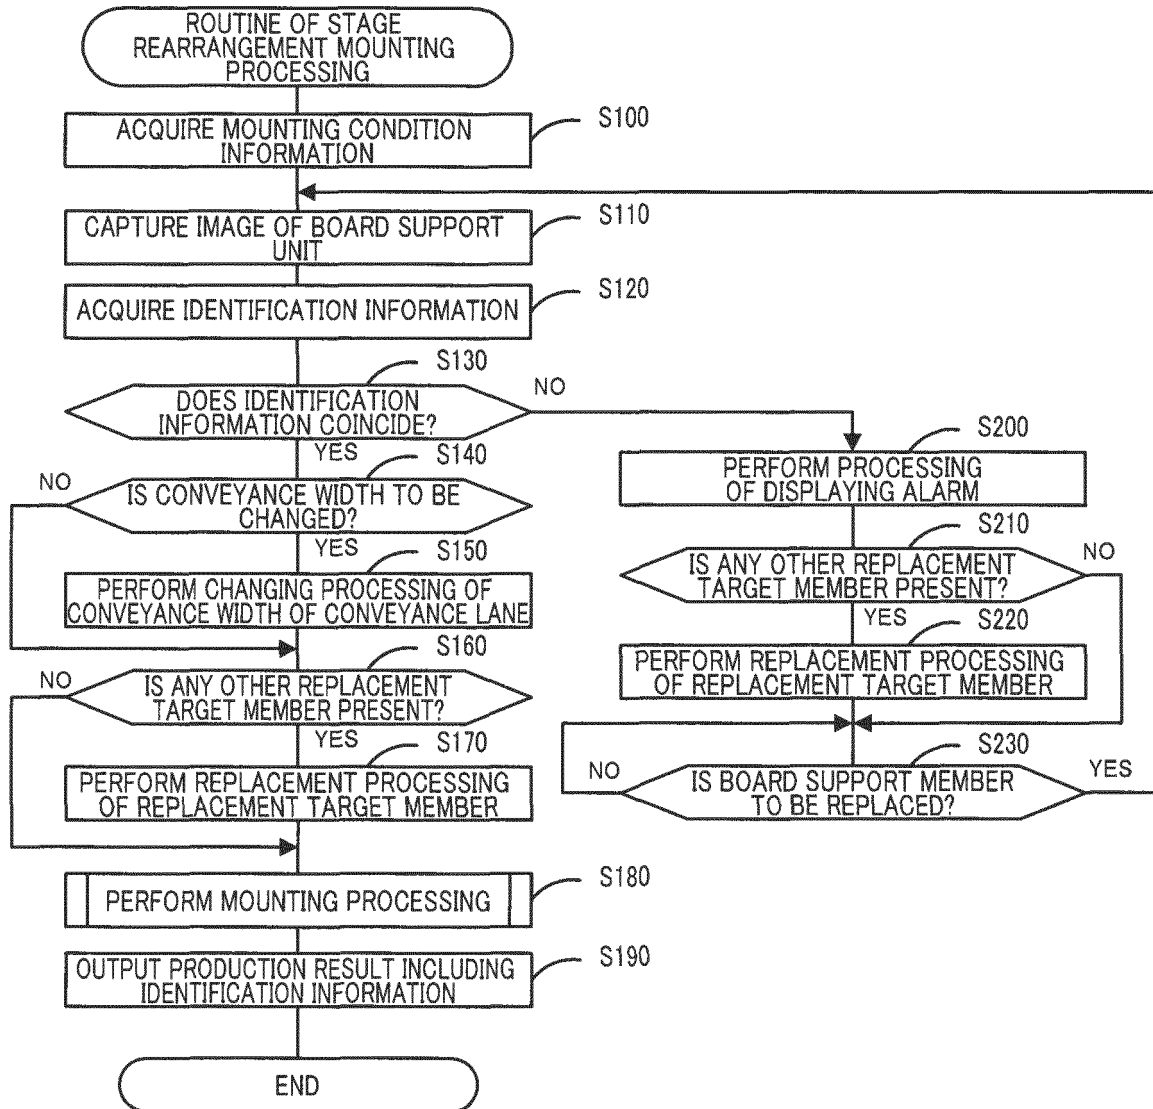 ROUTINE OF STAGE
REARRANGEMENT MOUNTING
PROCESSING
ACQUIRE MOUNTING CONDITION
INFORMATION
S100
CAPTURE IMAGE OF BOARD SUPPORT
UNIT
S110
ACQUIRE IDENTIFICATION INFORMATION
S120
DOES IDENTIFICATION
INFORMATION COINCIDE?
S130
NO
YES
IS CONVEYANCE WIDTH TO BE
CHANGED?
S140
NO
YES
PERFORM CHANGING PROCESSING OF
CONVEYANCE WIDTH OF CONVEYANCE LANE
S150
IS ANY OTHER REPLACEMENT
TARGET MEMBER PRESENT?
S160
NO
YES
PERFORM REPLACEMENT PROCESSING
OF REPLACEMENT TARGET MEMBER
S170
PERFORM MOUNTING PROCESSING
S180
OUTPUT PRODUCTION RESULT INCLUDING
IDENTIFICATION INFORMATION
S190
END
PERFORM PROCESSING
OF DISPLAYING ALARM
S200
IS ANY OTHER REPLACEMENT
TARGET MEMBER PRESENT?
S210
NO
YES
PERFORM REPLACEMENT PROCESSING
OF REPLACEMENT TARGET MEMBER
S220
IS BOARD SUPPORT MEMBER
TO BE REPLACED?
S230
NO
YES